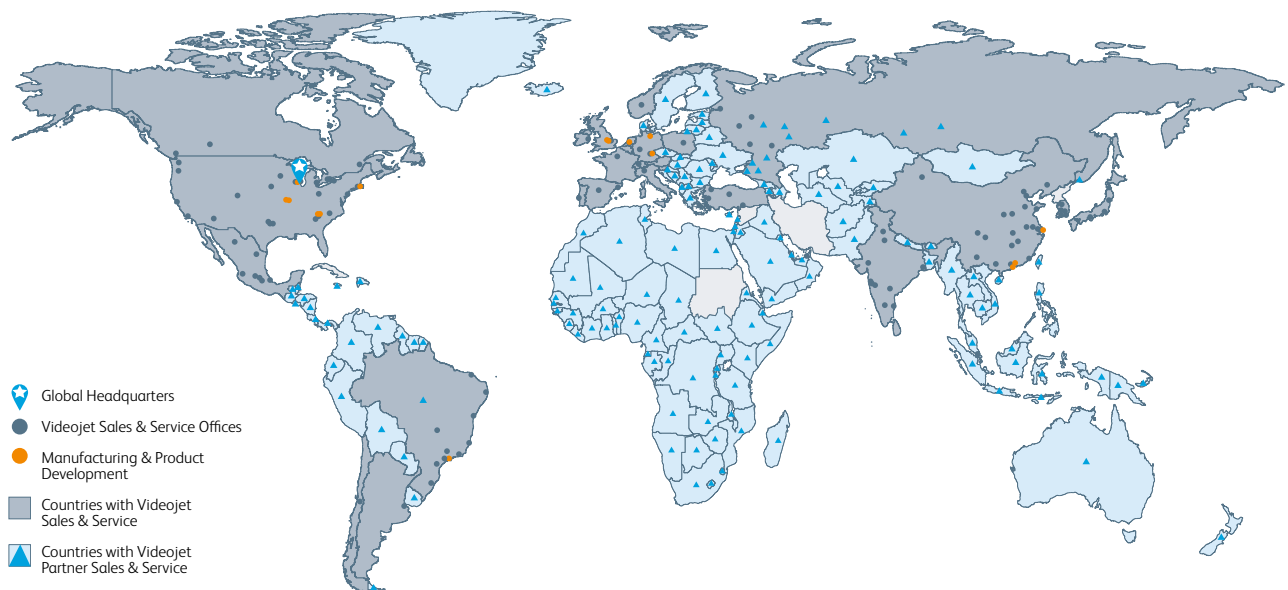 Global Headquarters
Videojet Sales & Service Offices
Manufacturing & Product
Development
Countries with Videojet
Sales & Service
Countries with Videojet
Partner Sales & Service